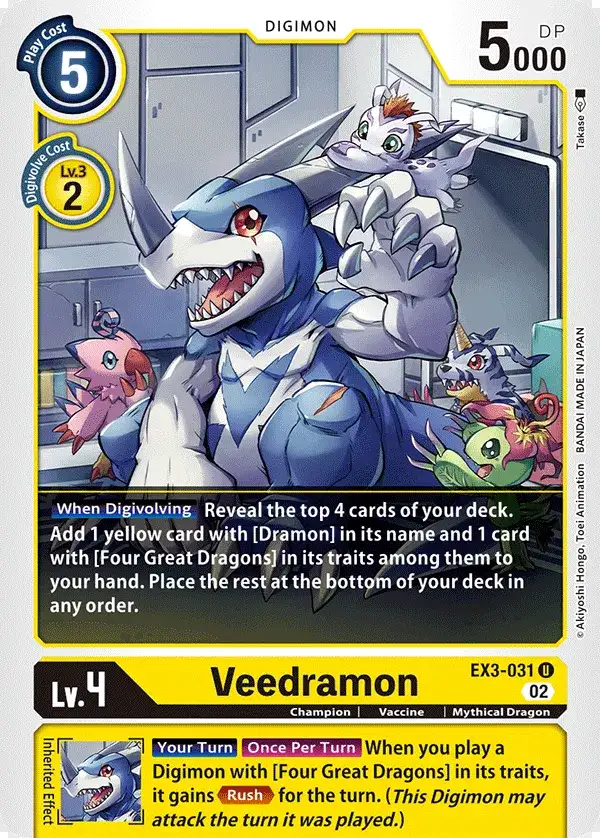 DIGIMON
Play Cost
5
5000
DP
Digivolve Cost
Lv.3
2
Takase
When Digivolving Reveal the top 4 cards of your deck.
Add 1 yellow card with [Dramon] in its name and 1 card
with [Four Great Dragons] in its traits among them to
your hand. Place the rest at the bottom of your deck in
any order.
© Akiyoshi Hongo, Toei Animation BANDAI MADE IN JAPAN
Lv.4
Veedramon
EX3-031 U
02
Champion | Vaccine | Mythical Dragon
Inherited Effect
Your Turn Once Per Turn When you play a
Digimon with [Four Great Dragons] in its traits,
it gains Rush for the turn. (This Digimon may
attack the turn it was played.)